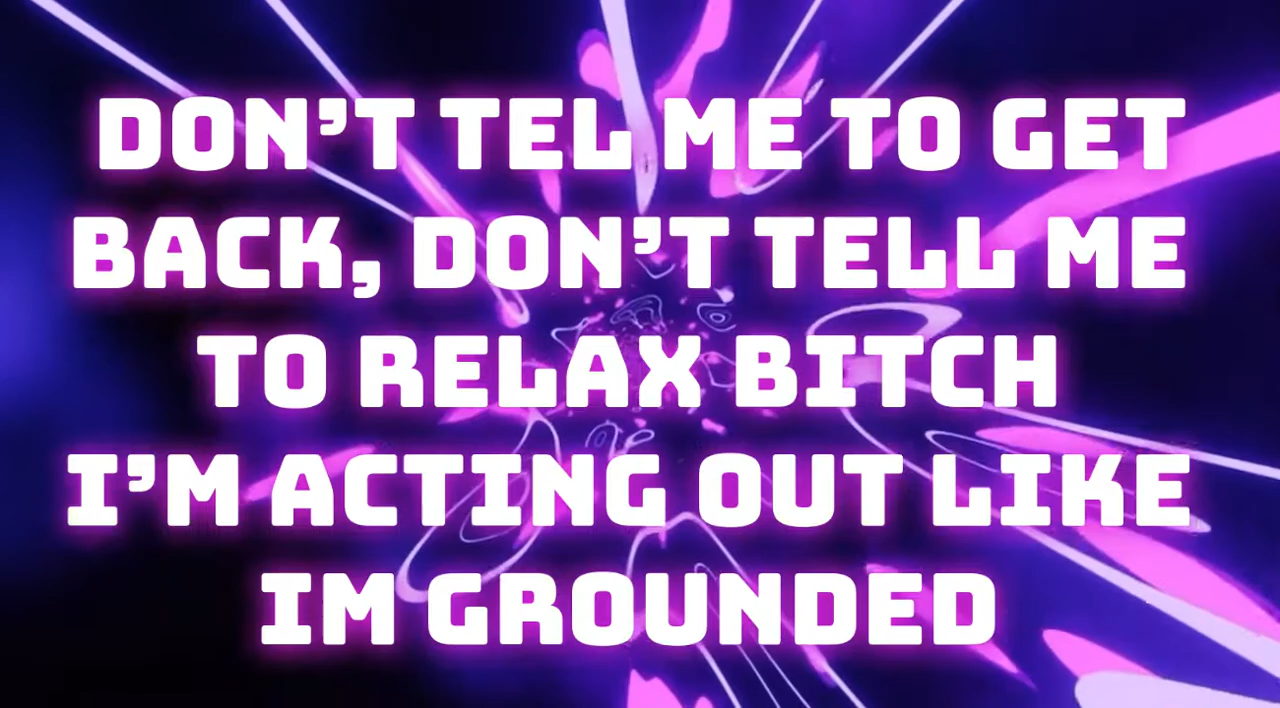 DON’T TEL ME TO GET
BACK, DON’T TELL ME
TO RELAX BITCH
I’M ACTING OUT LIKE
IM GROUNDED